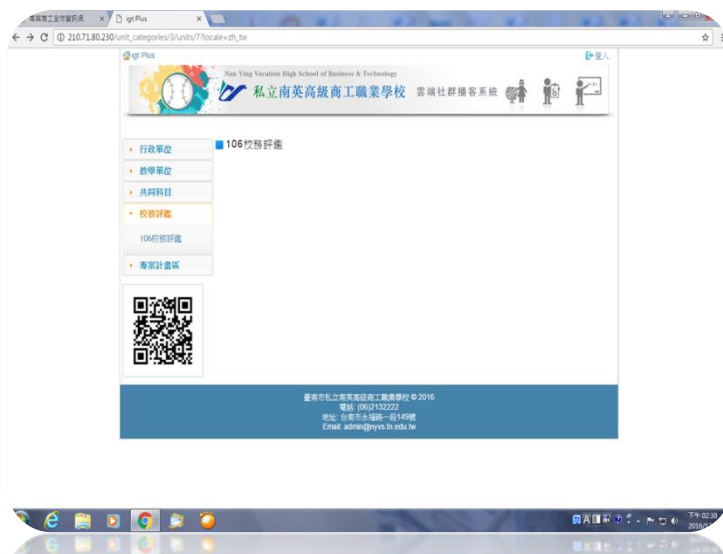 igt Plus
210.71.80.230/unit_categories/3/units/7?locale=zh_tw
igt Plus
登入
Nan Ying Vocation High School of Business & Technology
私立南英高級商工職業學校 雲端社群播客系統
行政單位
教學單位
共同科目
校務評鑑
106校務評鑑
專案計畫區
106校務評鑑
臺南市私立南英高級商工職業學校 © 2016
電話: (06)2132222
地址: 台南市永福路一段149號
Email: admin@nyvs.tn.edu.tw
下午 02:38